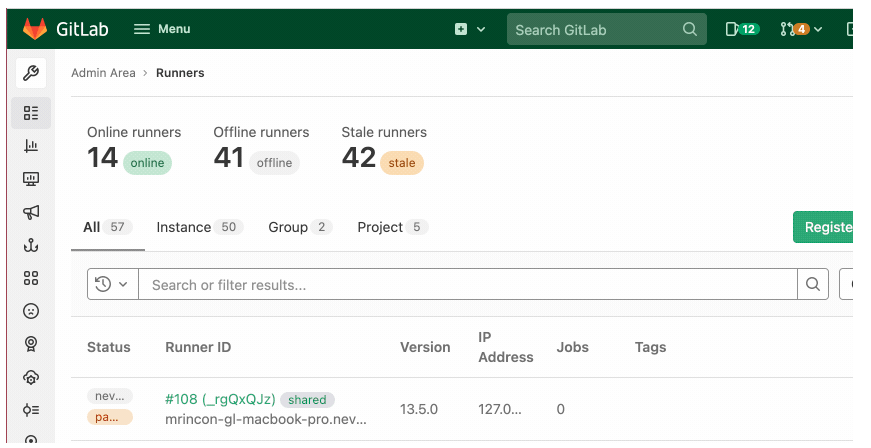 GitLab Menu Search GitLab 12 4
Admin Area › Runners
Online runners Offline runners Stale runners
14 online 41 offline 42 stale
All 57 Instance 50 Group 2 Project 5 Registe
Search or filter results...
Status Runner ID Version IP Address Jobs Tags
nev... #108 (_rgQxQJz) shared 13.5.0 127.0... 0
pa... mrincon-gl-macbook-pro.nev...